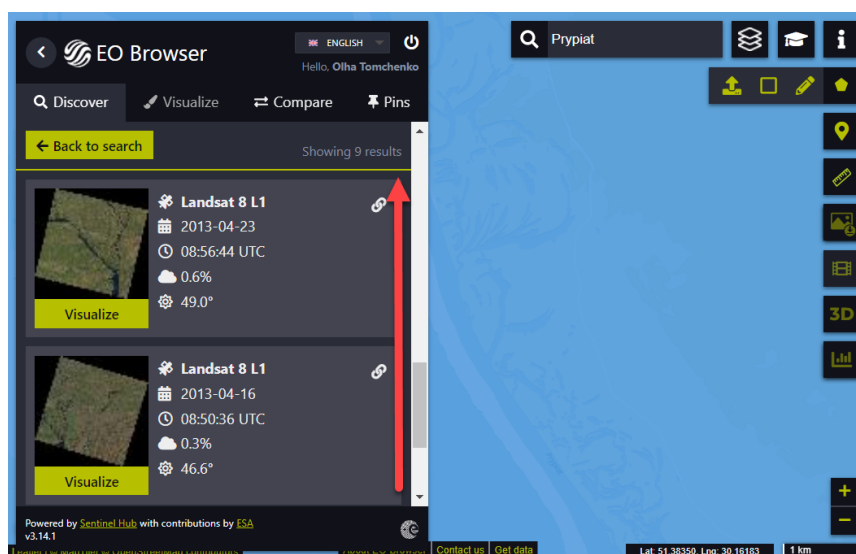 EO Browser
ENGLISH
Hello, Olha Tomchenko
Discover
Visualize
Compare
Pins
Back to search
Showing 9 results
Landsat 8 L1
2013-04-23
08:56:44 UTC
0.6%
49.0°
Visualize
Landsat 8 L1
2013-04-16
08:50:36 UTC
0.3%
46.6°
Visualize
Powered by Sentinel Hub with contributions by ESA
v3.14.1
Prypiat
3D
+
−
Contact us
Get data
Lat: 51.38350, Lng: 30.16183
1 km